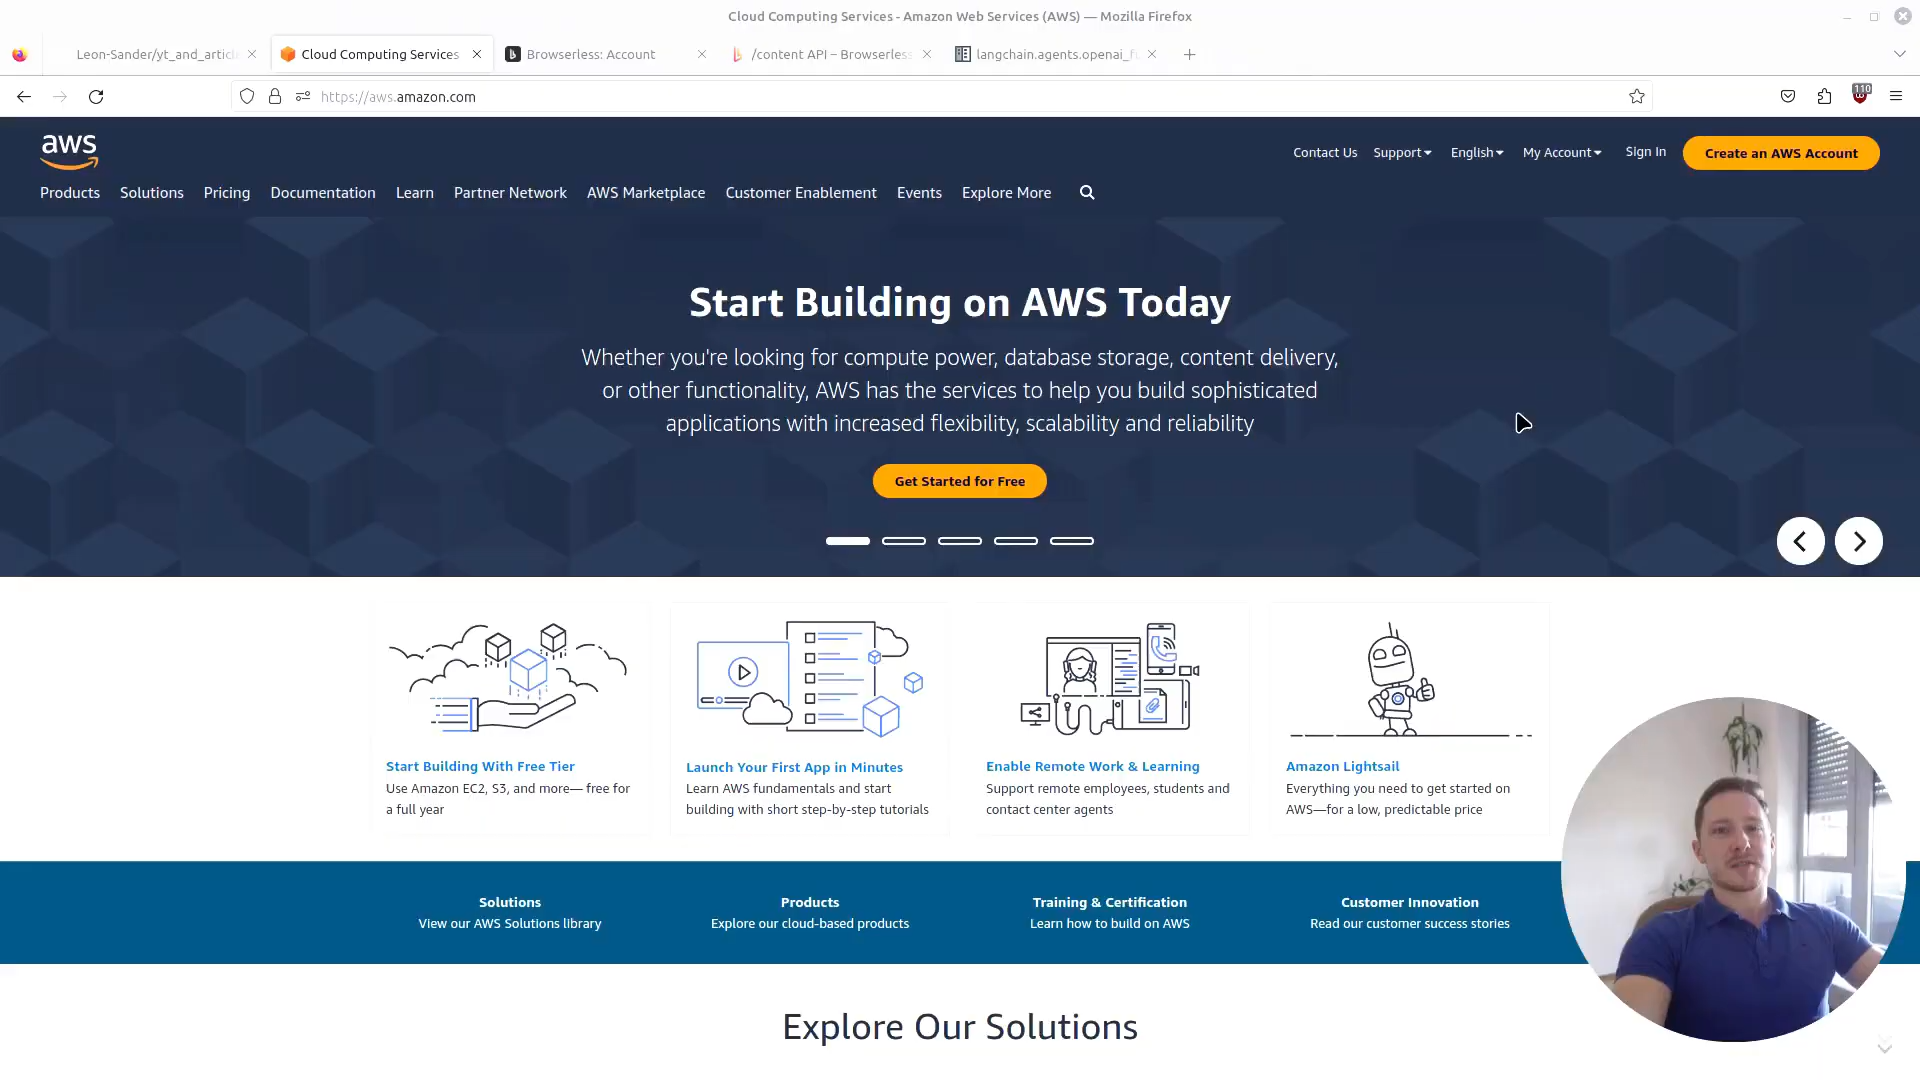 Cloud Computing Services - Amazon Web Services (AWS) — Mozilla Firefox
Leon-Sander/yt_and_article
Cloud Computing Services
Browserless: Account
/content API – Browserless
langchain.agents.openai_fu
https://aws.amazon.com
110
aws
Contact Us
Support
English
My Account
Sign In
Create an AWS Account
Products
Solutions
Pricing
Documentation
Learn
Partner Network
AWS Marketplace
Customer Enablement
Events
Explore More
Start Building on AWS Today
Whether you're looking for compute power, database storage, content delivery,
or other functionality, AWS has the services to help you build sophisticated
applications with increased flexibility, scalability and reliability
Get Started for Free
Start Building With Free Tier
Use Amazon EC2, S3, and more— free for
a full year
Launch Your First App in Minutes
Learn AWS fundamentals and start
building with short step-by-step tutorials
Enable Remote Work & Learning
Support remote employees, students and
contact center agents
Amazon Lightsail
Everything you need to get started on
AWS—for a low, predictable price
Solutions
View our AWS Solutions library
Products
Explore our cloud-based products
Training & Certification
Learn how to build on AWS
Customer Innovation
Read our customer success stories
Explore Our Solutions